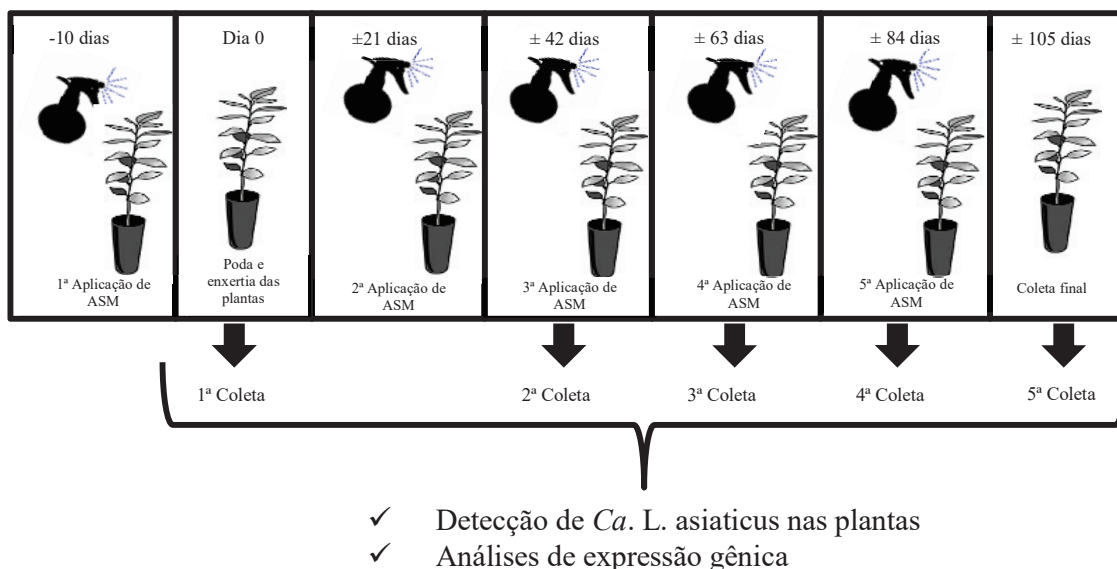 -10 dias
Dia 0
±21 dias
± 42 dias
± 63 dias
± 84 dias
± 105 dias
1ª Aplicação de
ASM
Poda e
enxertia das
plantas
2ª Aplicação de
ASM
3ª Aplicação de
ASM
4ª Aplicação de
ASM
5ª Aplicação de
ASM
Coleta final
1ª Coleta
2ª Coleta
3ª Coleta
4ª Coleta
5ª Coleta
✓ Detecção de Ca. L. asiaticus nas plantas
✓ Análises de expressão gênica